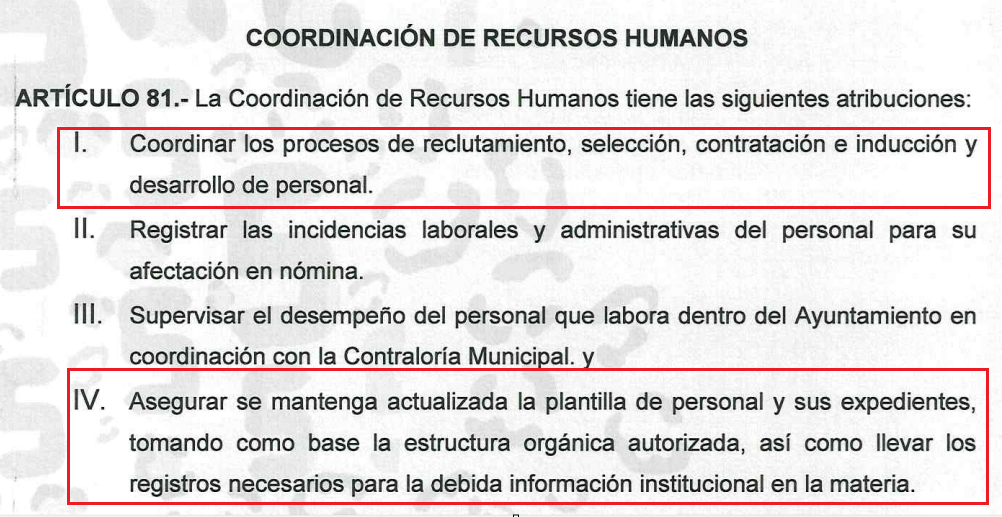 COORDINACIÓN DE RECURSOS HUMANOS
ARTÍCULO 81.- La Coordinación de Recursos Humanos tiene las siguientes atribuciones:
I. Coordinar los procesos de reclutamiento, selección, contratación e inducción y
desarrollo de personal.
II. Registrar las incidencias laborales y administrativas del personal para su
afectación en nómina.
III. Supervisar el desempeño del personal que labora dentro del Ayuntamiento en
coordinación con la Contraloría Municipal. y
IV. Asegurar se mantenga actualizada la plantilla de personal y sus expedientes,
tomando como base la estructura orgánica autorizada, así como llevar los
registros necesarios para la debida información institucional en la materia.